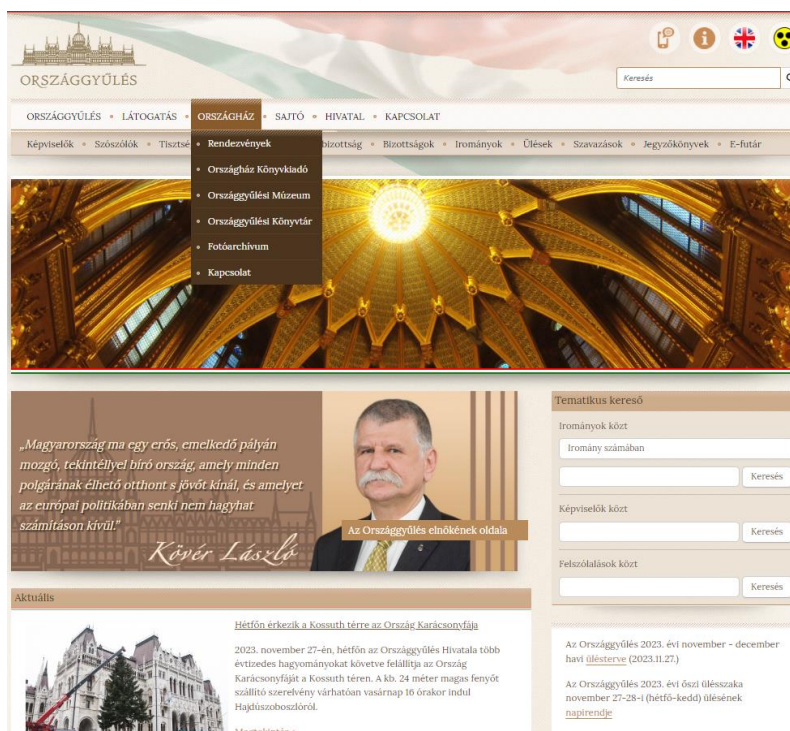 ORSZÁGGYŰLÉS
Keresés
ORSZÁGGYŰLÉS • LÁTOGATÁS • ORSZÁGHÁZ • SAJTÓ • HIVATAL • KAPCSOLAT
Képviselők • Szószólók • Tisztsé bizottság • Bizottságok • Irományok • Ülések • Szavazások • Jegyzőkönyvek • E-futár
• Rendezvények
• Országház Könyvkiadó
• Országgyűlési Múzeum
• Országgyűlési Könyvtár
• Fotóarchívum
• Kapcsolat
„Magyarország ma egy erős, emelkedő pályán
mozgó, tekintéllyel bíró ország, amely minden
polgárának élhető otthont s jövőt kínál, és amelyet
az európai politikában senki nem hagyhat
számításon kívül.”
Kövér László
Az Országgyűlés elnökének oldala
Tematikus kereső
Irományok közt
Iromány számában
Keresés
Képviselők közt
Keresés
Felszólalások közt
Keresés
Aktuális
Hétfőn érkezik a Kossuth térre az Ország Karácsonyfája
2023. november 27-én, hétfőn az Országgyűlés Hivatala több
évtizedes hagyományokat követve felállítja az Ország
Karácsonyfáját a Kossuth téren. A kb. 24 méter magas fenyőt
szállító szerelvény várhatóan vasárnap 16 órakor indul
Hajdúszoboszlóról.
Az Országgyűlés 2023. évi november - december
havi ülésterve (2023.11.27.)
Az Országgyűlés 2023. évi őszi ülésszaka
november 27-28-i (hétfő-kedd) ülésének
napirendje